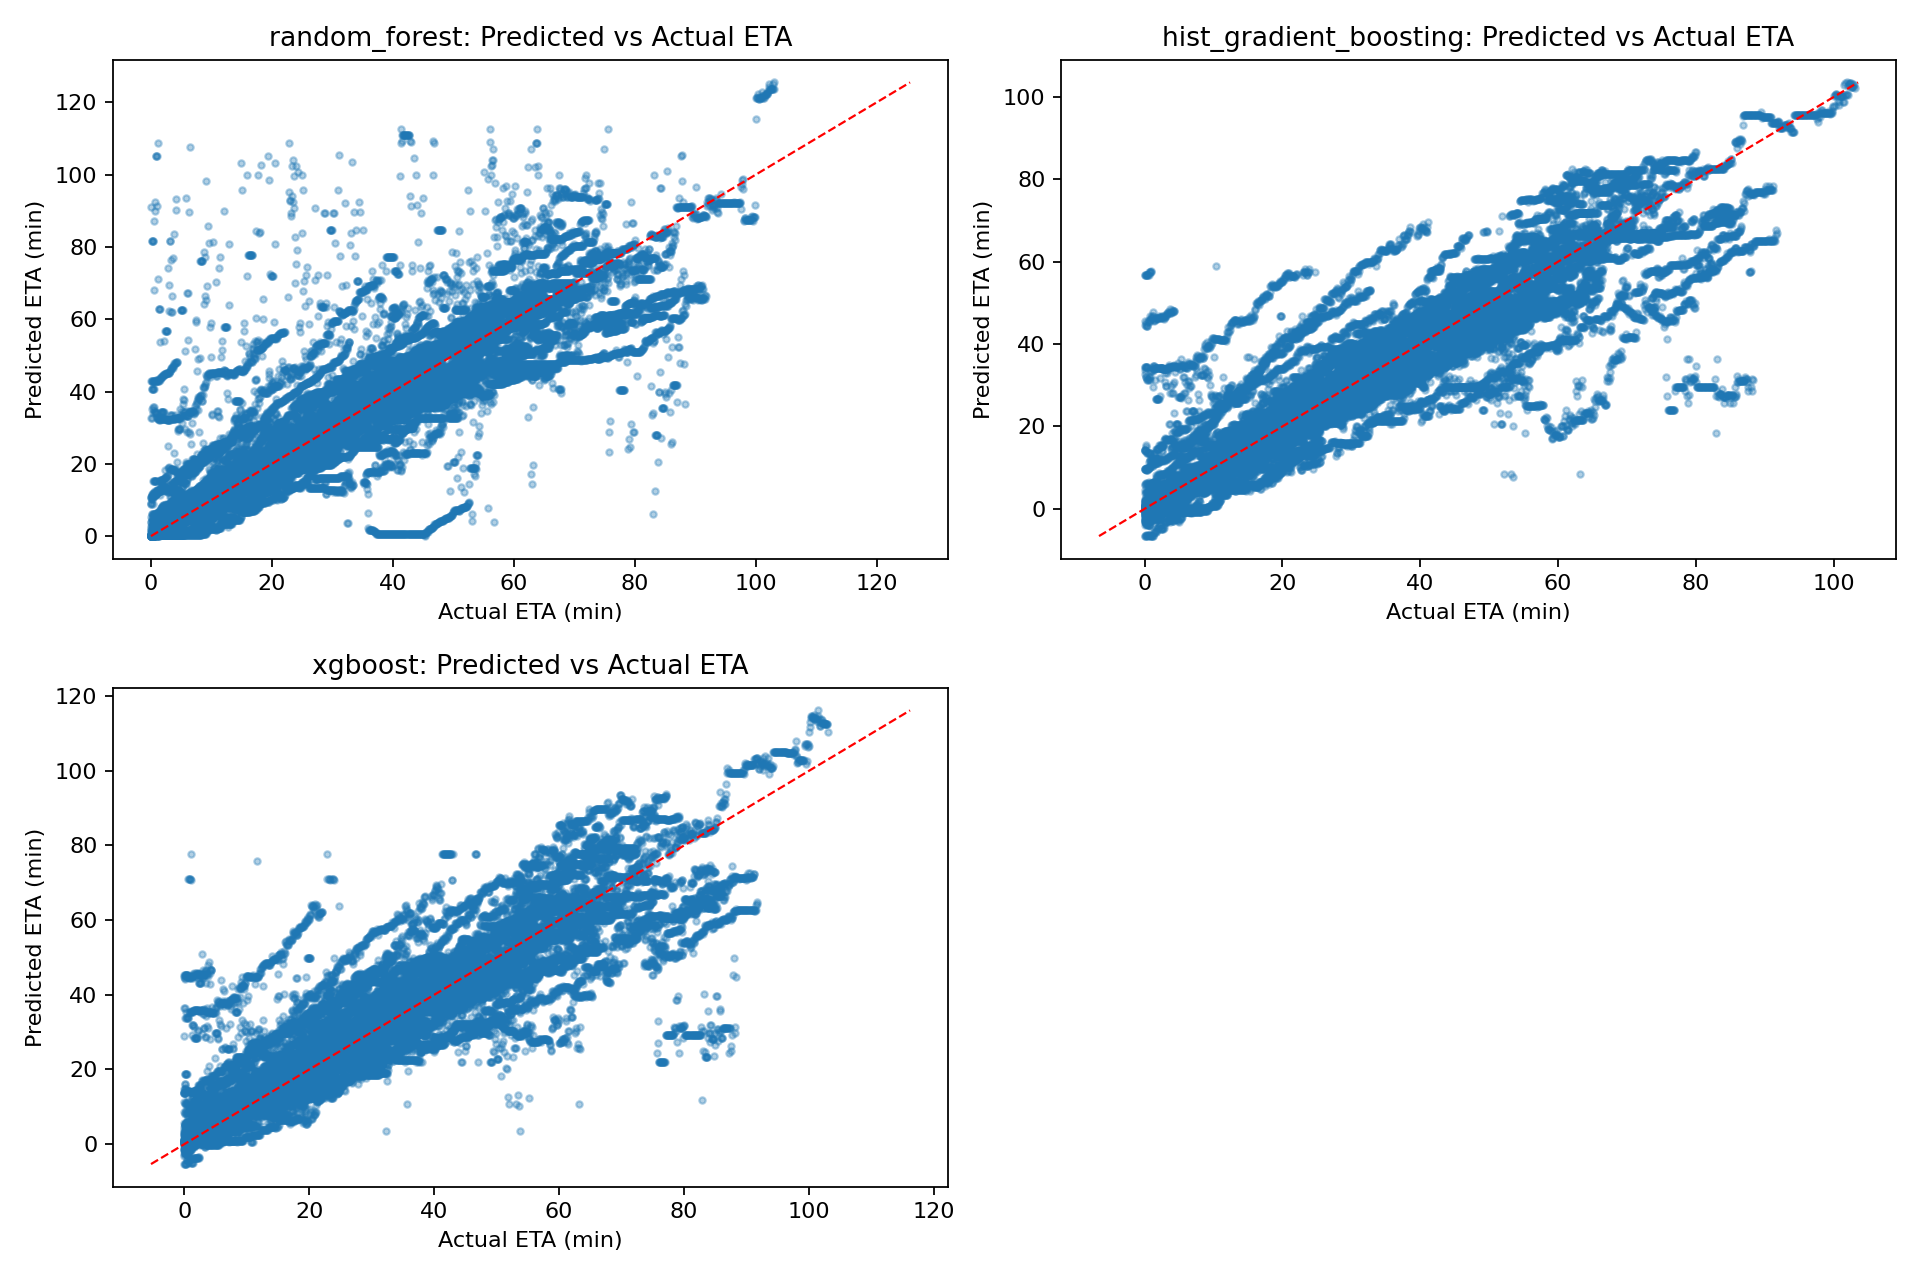 random_forest: Predicted vs Actual ETA
Predicted ETA (min)
120
100
80
60
40
20
0
0 20 40 60 80 100 120
Actual ETA (min)
hist_gradient_boosting: Predicted vs Actual ETA
Predicted ETA (min)
100
80
60
40
20
0
0 20 40 60 80 100
Actual ETA (min)
xgboost: Predicted vs Actual ETA
Predicted ETA (min)
120
100
80
60
40
20
0
0 20 40 60 80 100 120
Actual ETA (min)